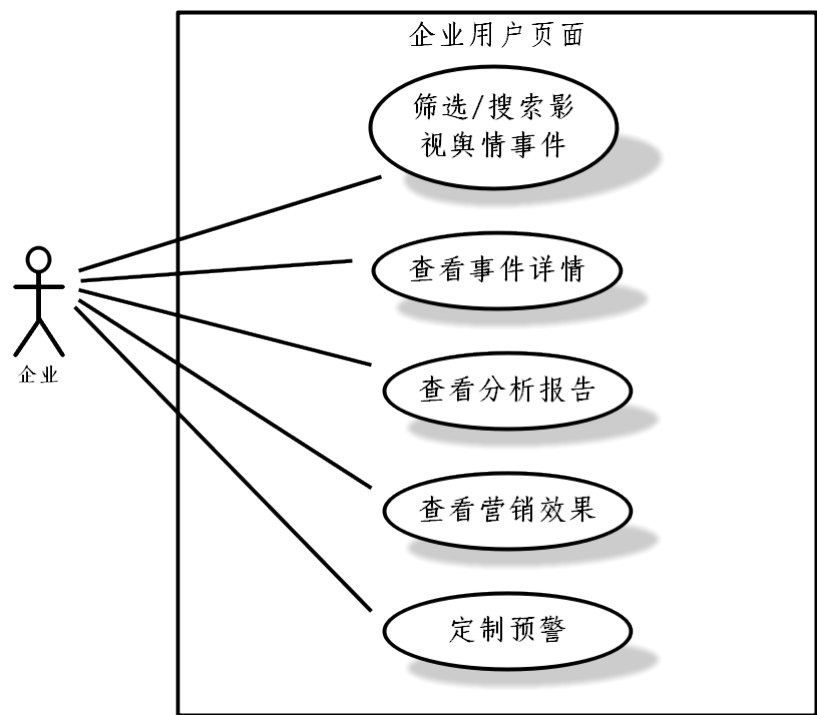 企业用户页面
筛选/搜索影
视舆情事件
查看事件详情
企业
查看分析报告
查看营销效果
定制预警